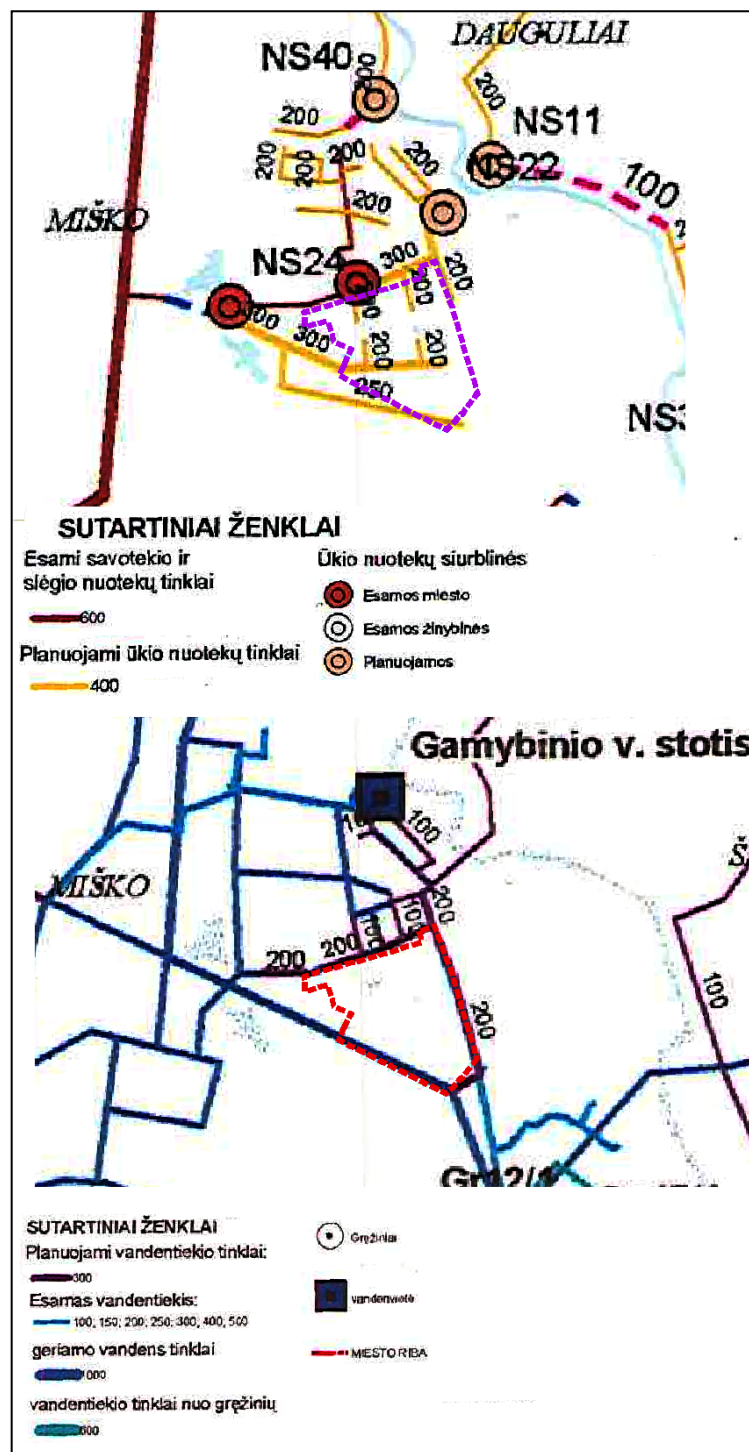 DAUGULIAI
NS40
200
200
NS11
200
200
200
200
200
NS22
100
200
MIŠKO
200
NS24
300
200
200
300
300
200
200
250
NS3
SUTARTINIAI ŽENKLAI
Esami savotekio ir
slėgio nuotekų tinklai
600
Planuojami ūkio nuotekų tinklai
400
Ūkio nuotekų siurblinės
Esamos miesto
Esamos žinybinės
Planuojamos
Gamybinio v. stotis
100
MIŠKO
Š
200
100
100
200
200
100
200
Gr12/1
SUTARTINIAI ŽENKLAI
Planuojami vandentiekio tinklai:
300
Esamas vandentiekis:
100; 150; 200; 250; 300; 400; 500
geriamo vandens tinklai
1000
vandentiekio tinklai nuo gręžinių
600
Gręžiniai
vandenvietė
MIESTO RIBA